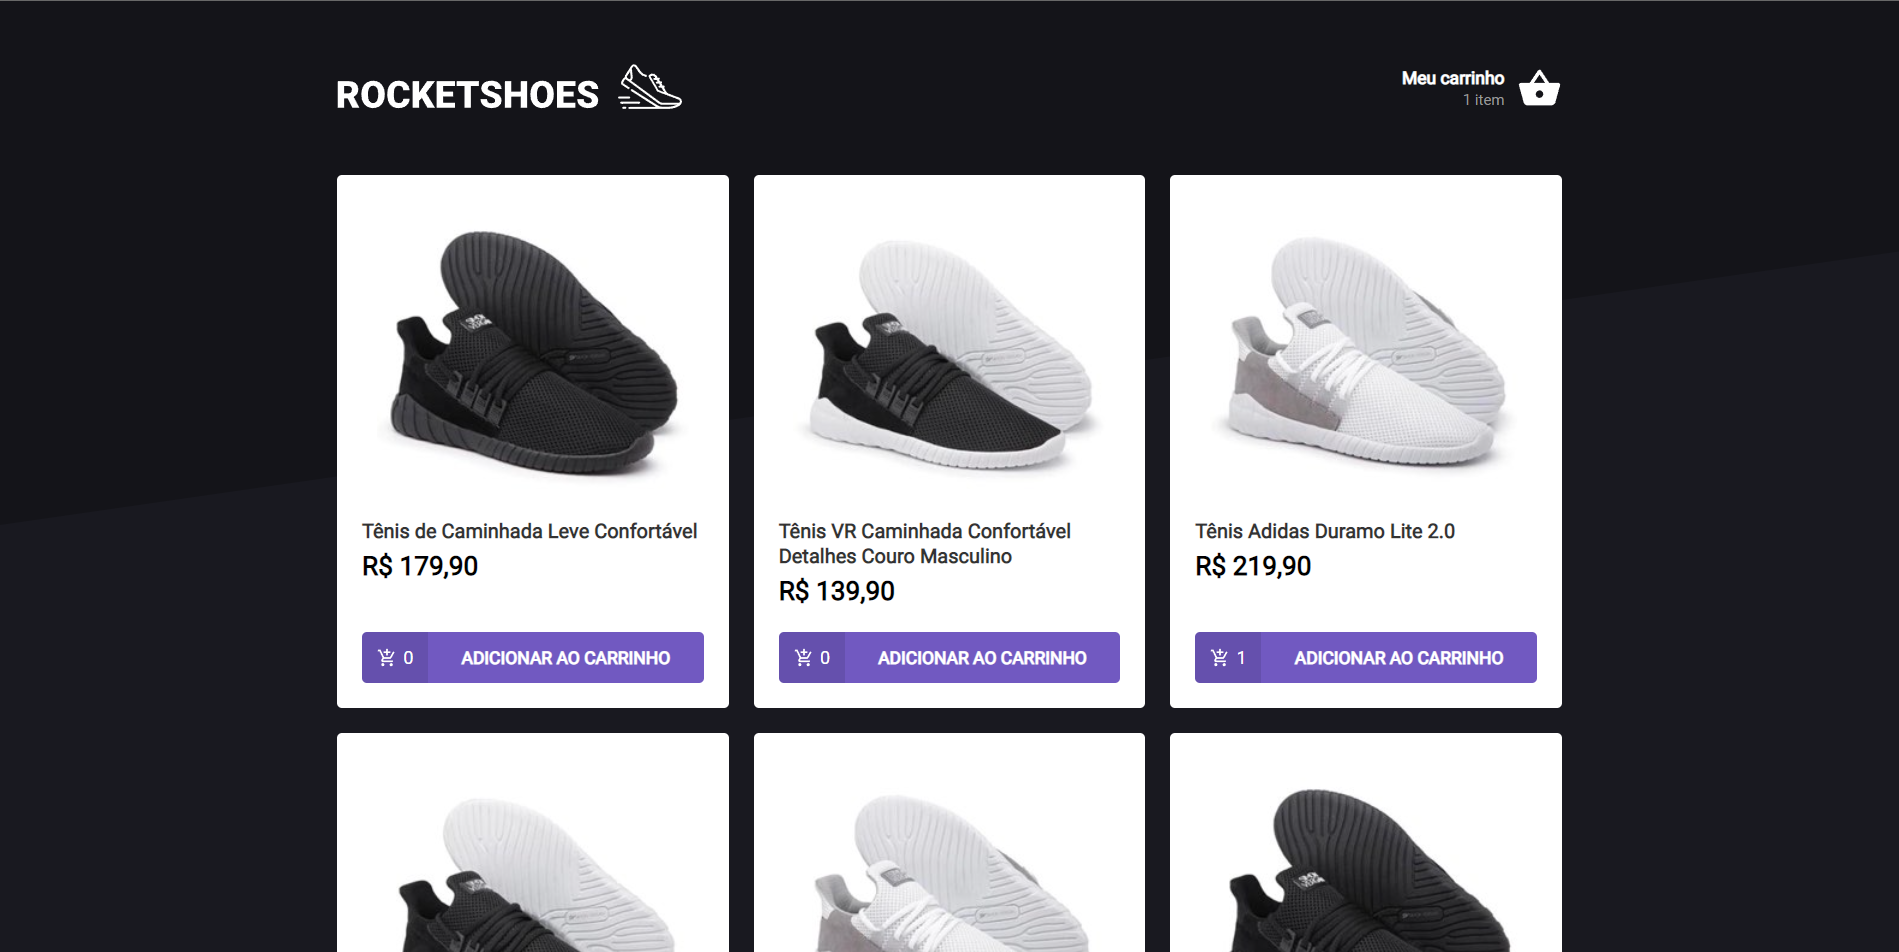 ROCKETSHOES
Meu carrinho
1 item
Tênis de Caminhada Leve Confortável
R$ 179,90
0
ADICIONAR AO CARRINHO
Tênis VR Caminhada Confortável
Detalhes Couro Masculino
R$ 139,90
0
ADICIONAR AO CARRINHO
Tênis Adidas Duramo Lite 2.0
R$ 219,90
1
ADICIONAR AO CARRINHO